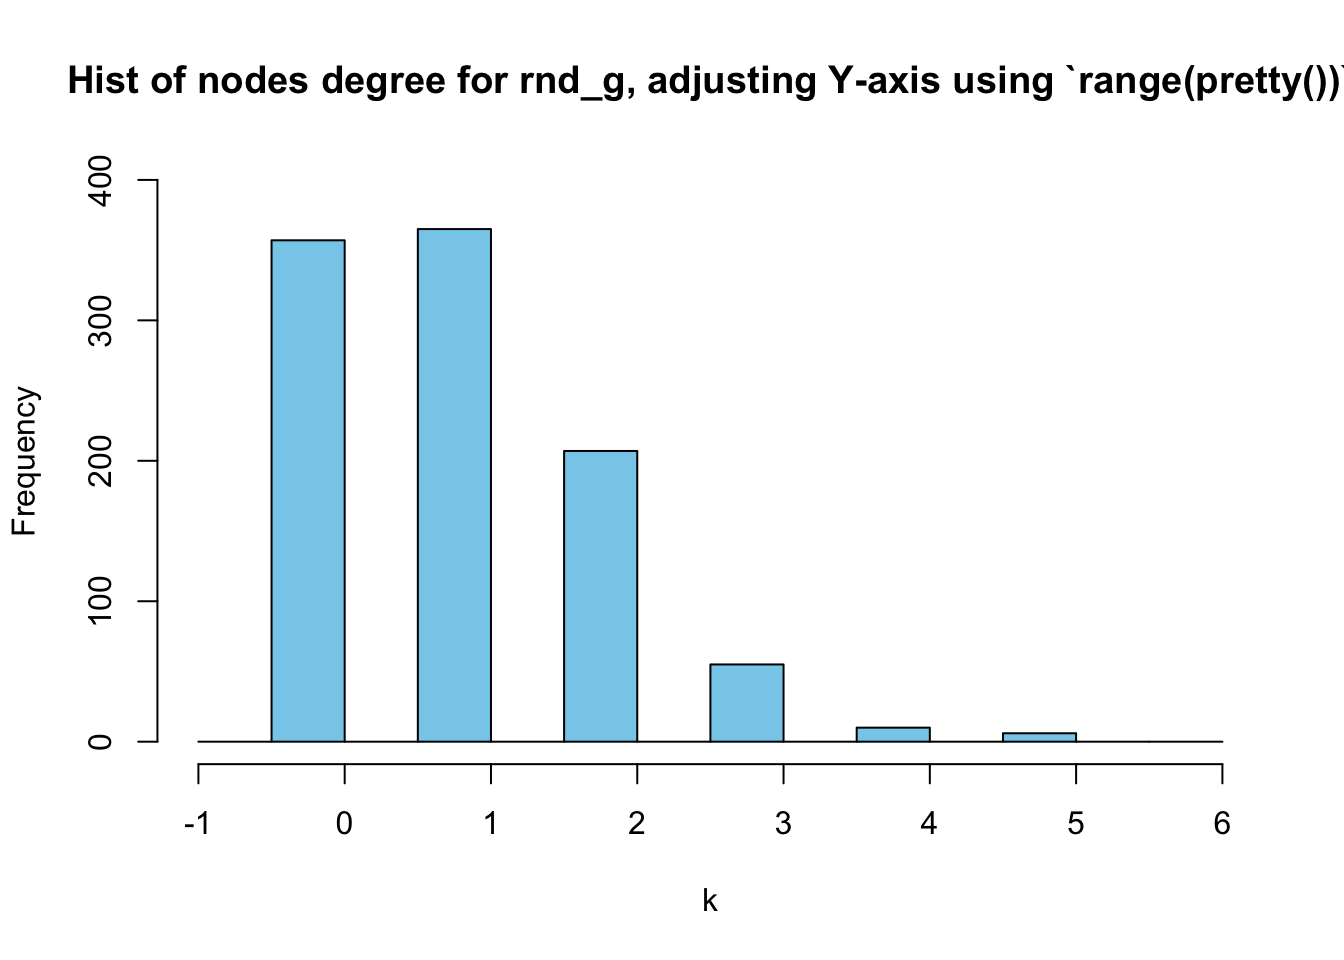 Hist of nodes degree for rnd_g, adjusting Y-axis using `range(pretty())`
400
300
200
100
0
Frequency
-1 0 1 2 3 4 5 6
k